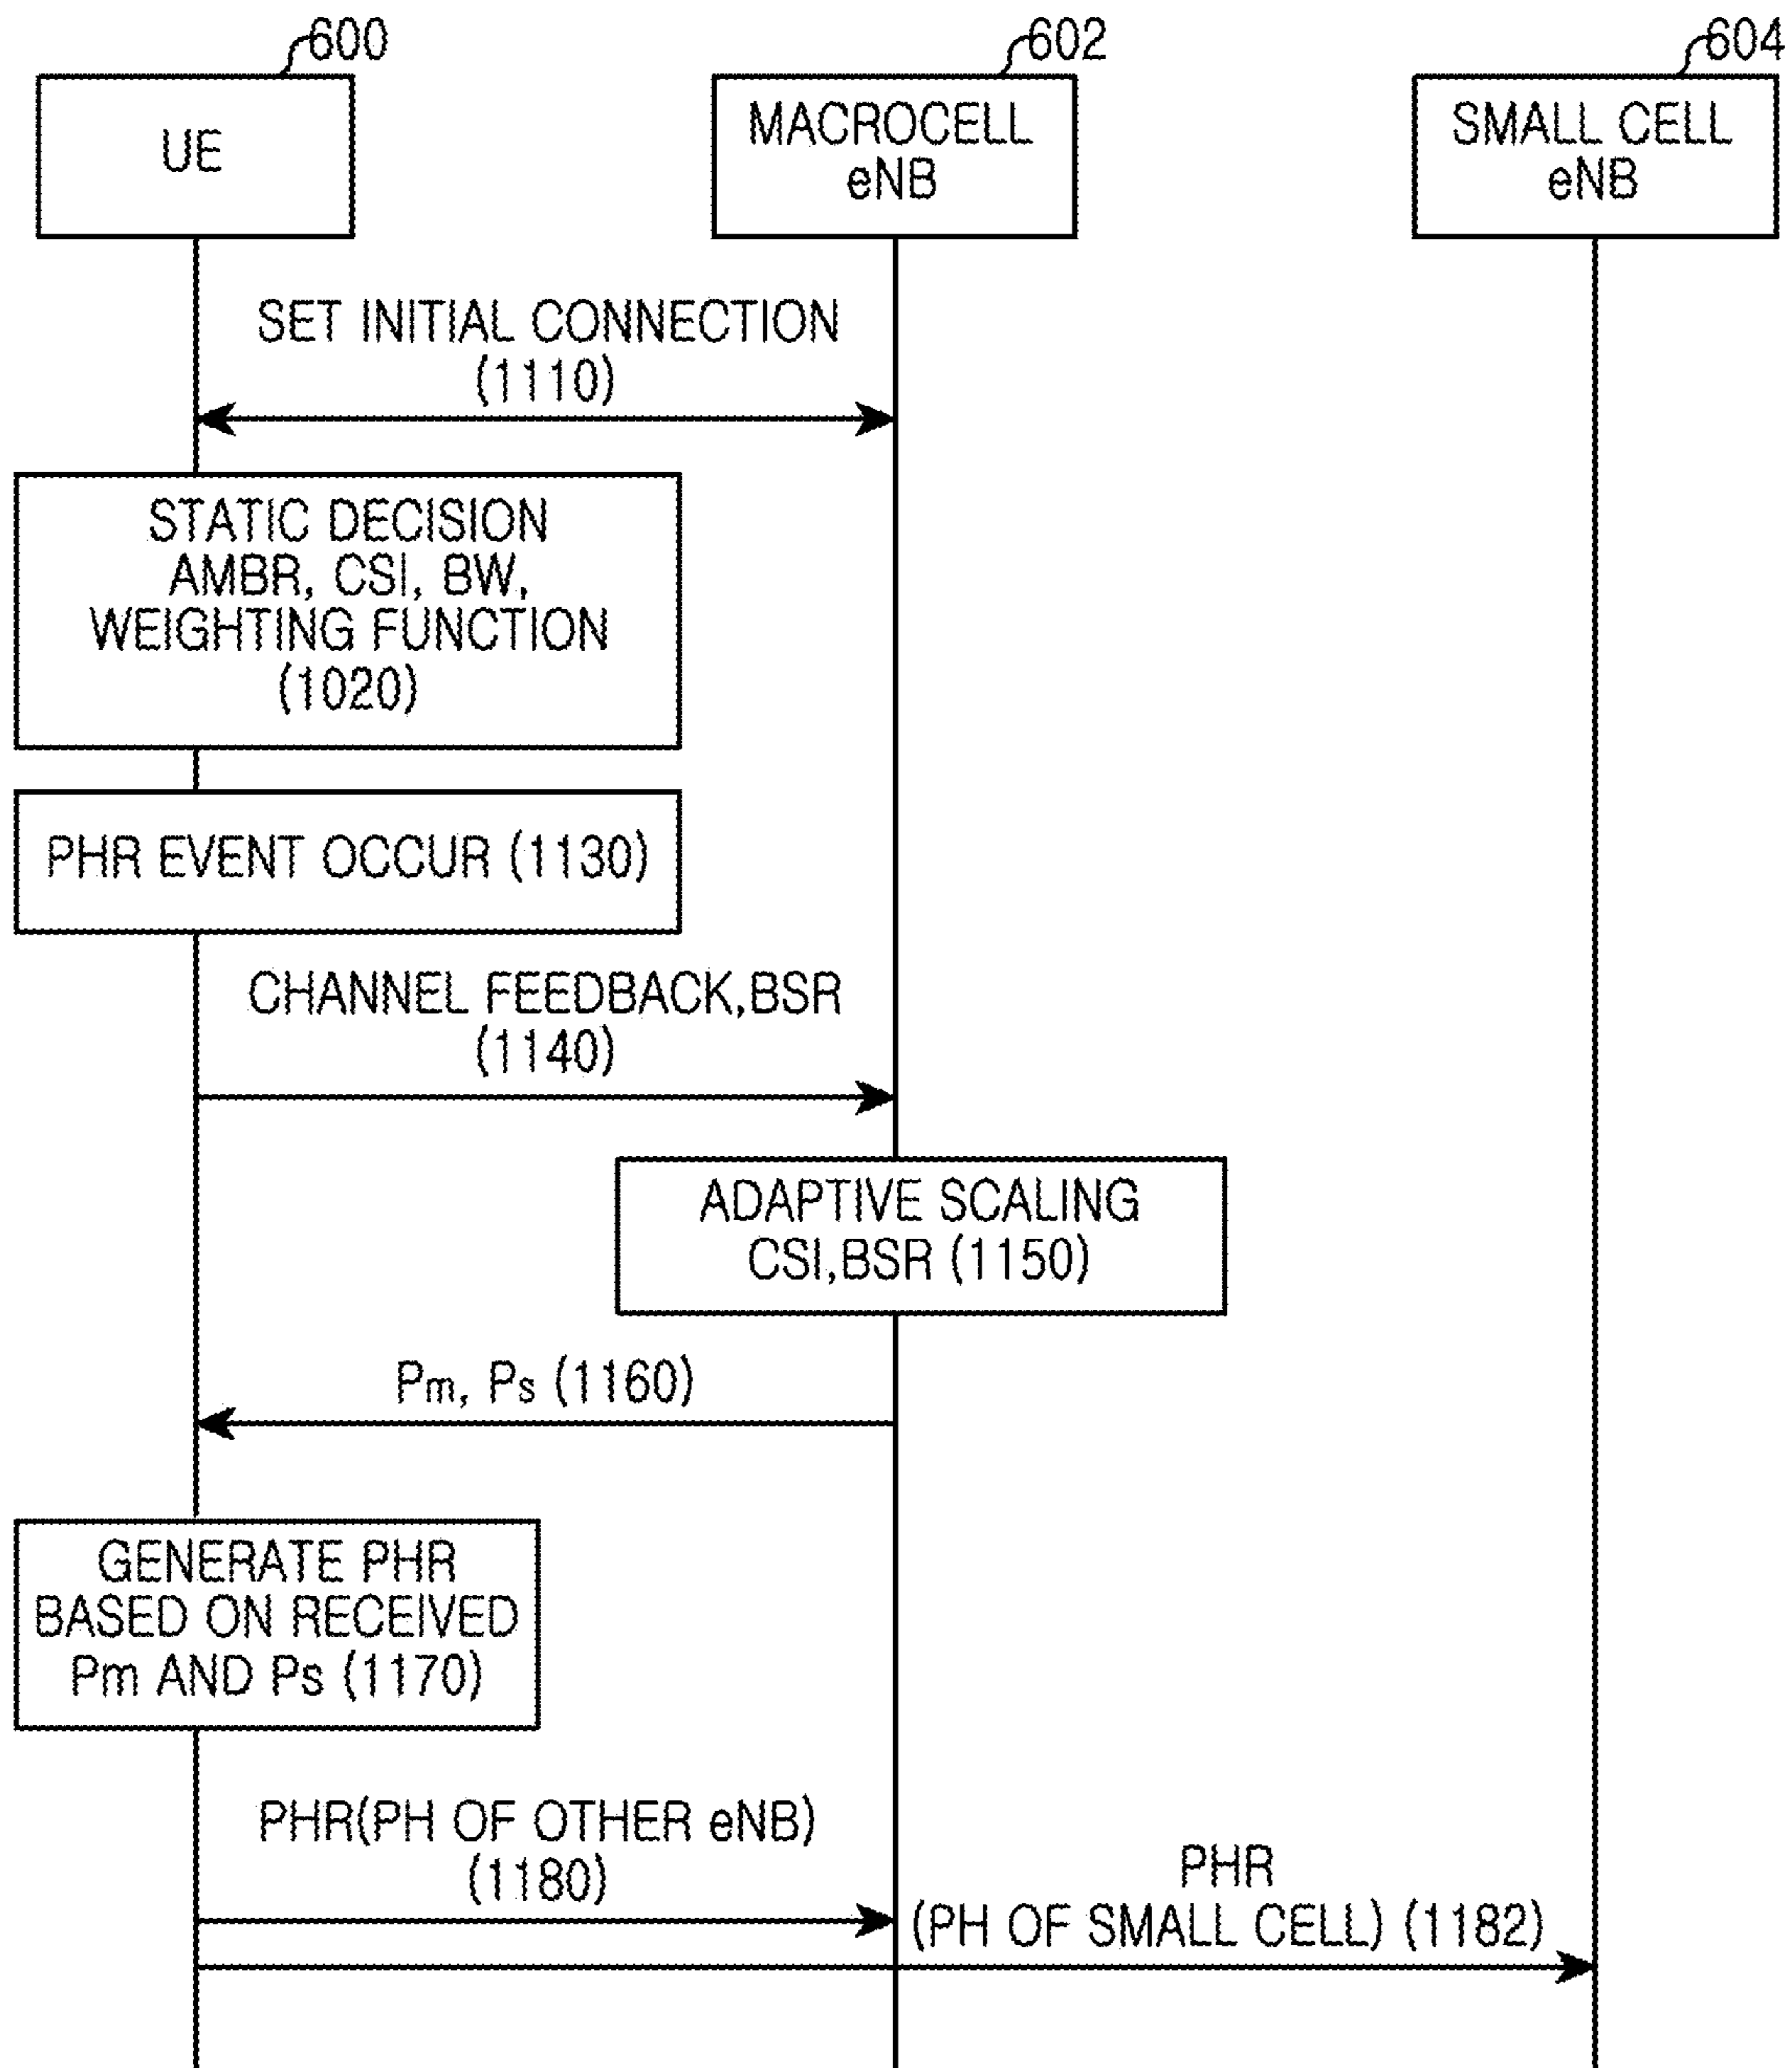 600
602
604
UE
MACROCELL
eNB
SMALL CELL
eNB
SET INITIAL CONNECTION
(1110)
STATIC DECISION
AMBR, CSI, BW,
WEIGHTING FUNCTION
(1020)
PHR EVENT OCCUR (1130)
CHANNEL FEEDBACK,BSR
(1140)
ADAPTIVE SCALING
CSI,BSR (1150)
Pm, Ps (1160)
GENERATE PHR
BASED ON RECEIVED
Pm AND Ps (1170)
PHR(PH OF OTHER eNB)
(1180)
PHR
(PH OF SMALL CELL) (1182)